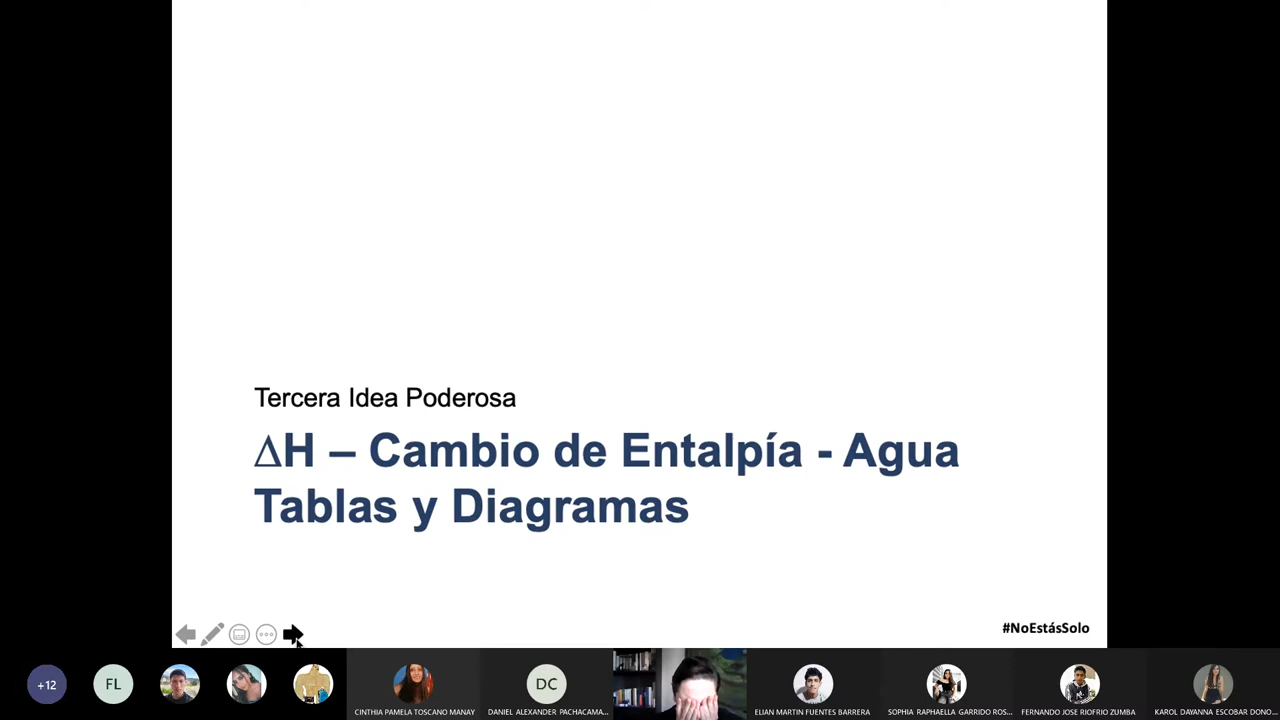 Tercera Idea Poderosa
ΔH – Cambio de Entalpía - Agua
Tablas y Diagramas
#NoEstásSolo
+12
FL
DC
CINTHIA PAMELA TOSCANO MANAY
DANIEL ALEXANDER PACHACAMA...
ELIAN MARTIN FUENTES BARRERA
SOPHIA RAPHAELLA GARRIDO ROS...
FERNANDO JOSE RIOFRIO ZUMBA
KAROL DAYANNA ESCOBAR DONO...